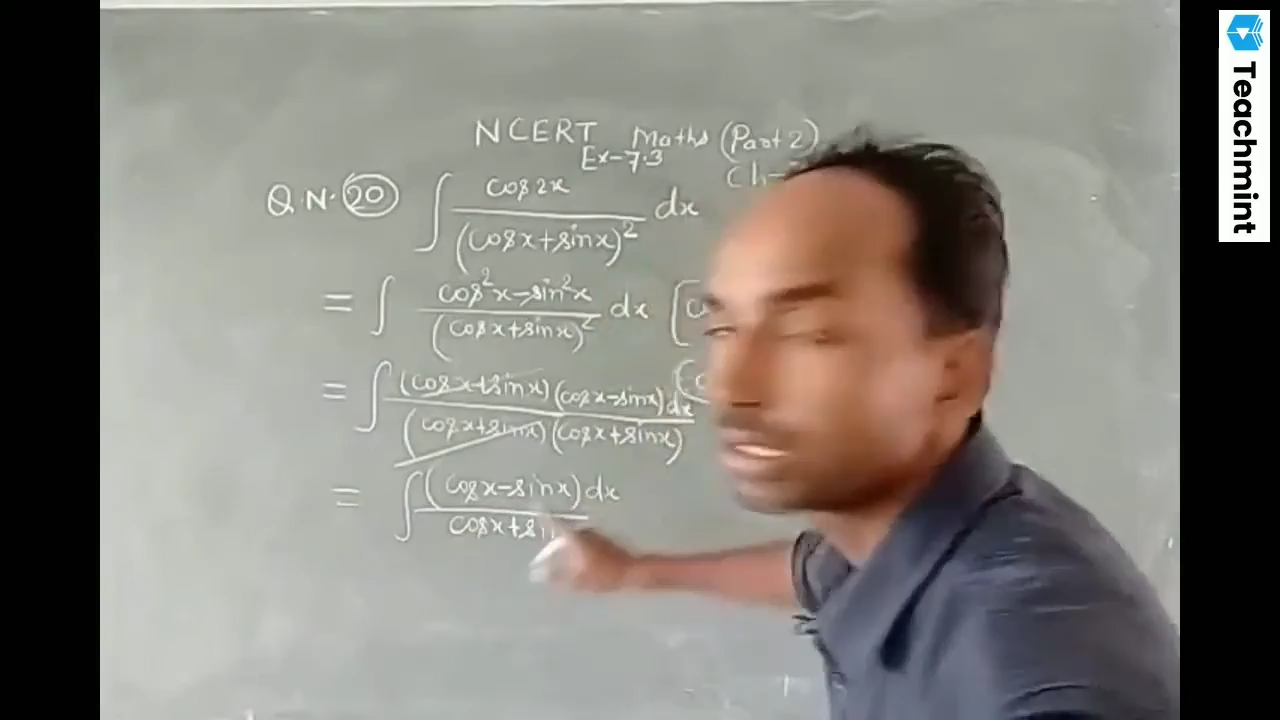 NCERT Maths (Part 2)
Ex-7.3
Ch-
Q.N. 20 ∫ cos2x / (cosx+sinx)² dx
= ∫ cos²x-sin²x / (cosx+sinx)² dx
= ∫ (cosx+sinx)(cosx-sinx) dx / (cosx+sinx)(cosx+sinx)
= ∫ (cosx-sinx)dx / cosx+sin
Teachmint